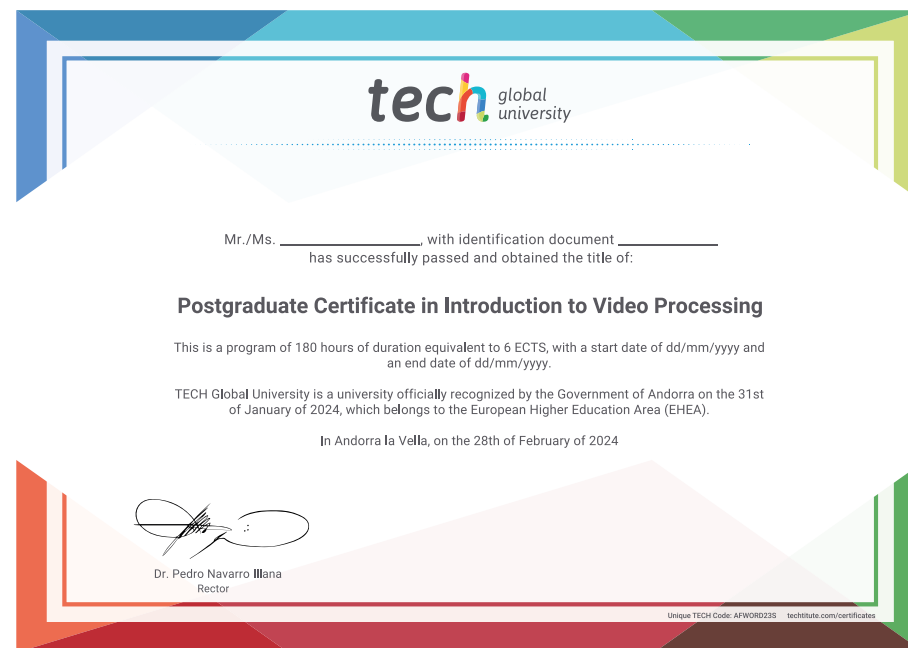 tech global university
Mr./Ms. ____________, with identification document ____________
has successfully passed and obtained the title of:
Postgraduate Certificate in Introduction to Video Processing
This is a program of 180 hours of duration equivalent to 6 ECTS, with a start date of dd/mm/yyyy and
an end date of dd/mm/yyyy.
TECH Global University is a university officially recognized by the Government of Andorra on the 31st
of January of 2024, which belongs to the European Higher Education Area (EHEA).
In Andorra la Vella, on the 28th of February of 2024
Dr. Pedro Navarro Illana
Rector
Unique TECH Code: AFWORD23S techtitute.com/certificates